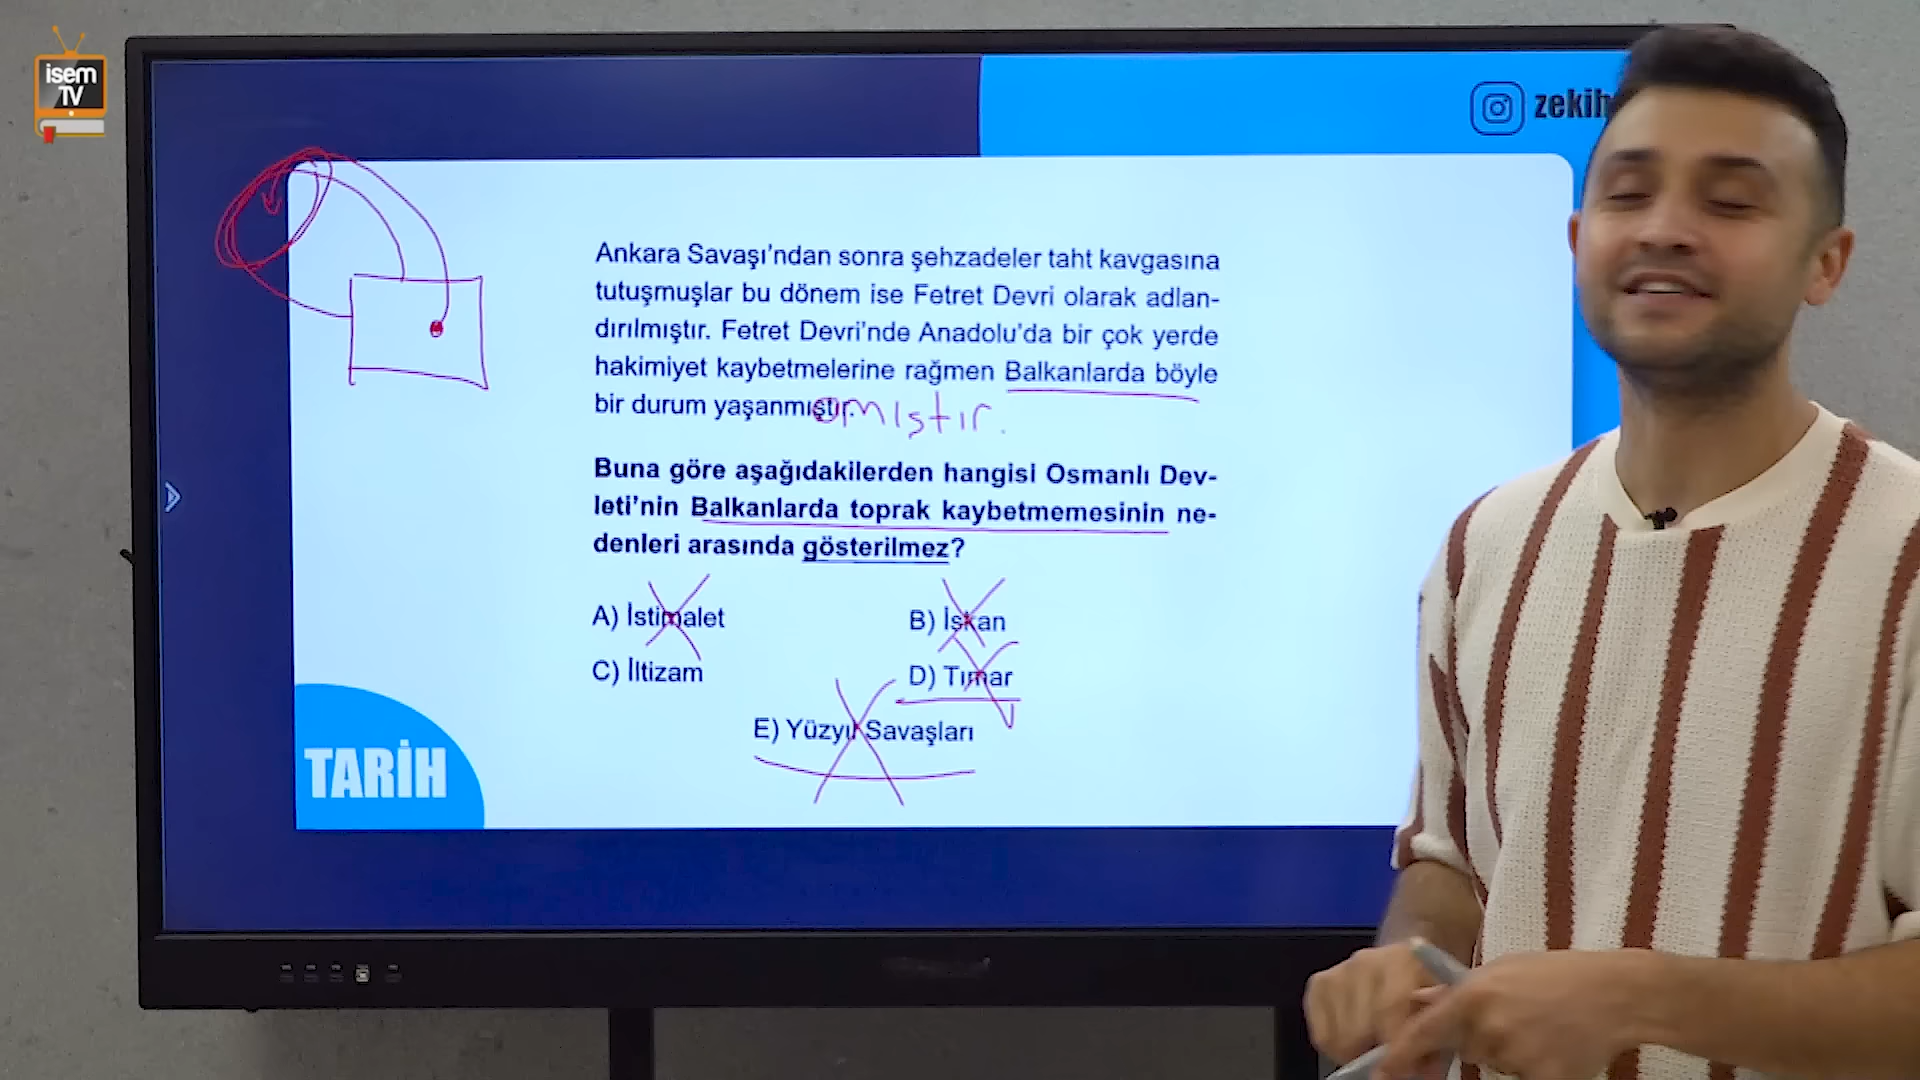 isem
TV
zekih
Ankara Savaşı'ndan sonra şehzadeler taht kavgasına
tutuşmuşlar bu dönem ise Fetret Devri olarak adlan-
dırılmıştır. Fetret Devri'nde Anadolu'da bir çok yerde
hakimiyet kaybetmelerine rağmen Balkanlarda böyle
bir durum yaşanmıştır.
mıştır.
Buna göre aşağıdakilerden hangisi Osmanlı Dev-
leti'nin Balkanlarda toprak kaybetmemesinin ne-
denleri arasında gösterilmez?
A) İstimalet
B) İskan
C) İltizam
D) Tımar
E) Yüzyıl Savaşları
TARİH